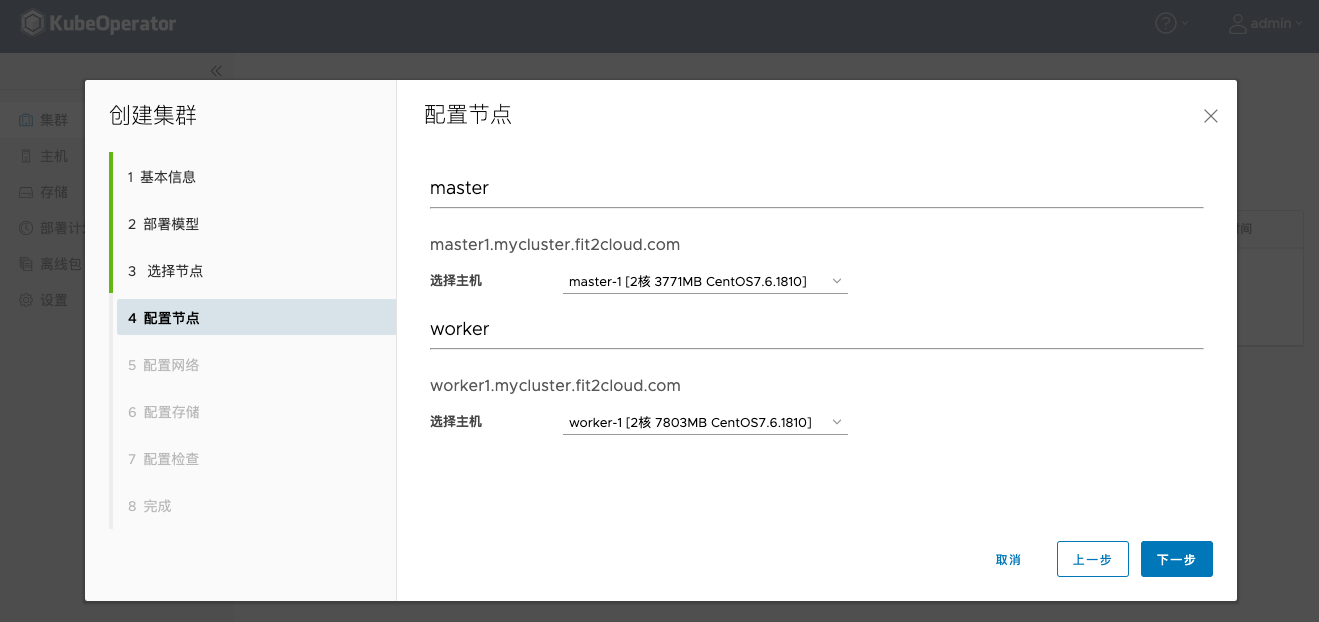 KubeOperator
admin
集群
主机
存储
部署计
离线包
设置
间
创建集群
1 基本信息
2 部署模型
3 选择节点
4 配置节点
5 配置网络
6 配置存储
7 配置检查
8 完成
配置节点
master
master1.mycluster.fit2cloud.com
选择主机 master-1 [2核 3771MB CentOS7.6.1810]
worker
worker1.mycluster.fit2cloud.com
选择主机 worker-1 [2核 7803MB CentOS7.6.1810]
取消 上一步 下一步